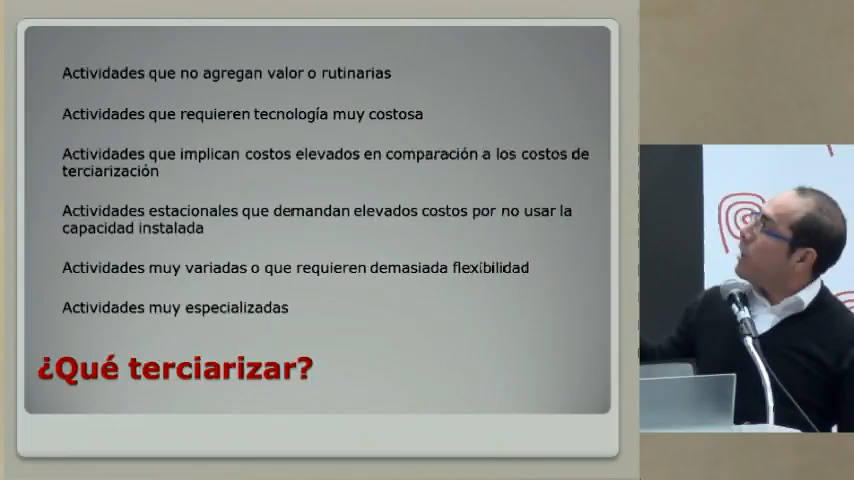 Actividades que no agregan valor o rutinarias
Actividades que requieren tecnología muy costosa
Actividades que implican costos elevados en comparación a los costos de
terciarización
Actividades estacionales que demandan elevados costos por no usar la
capacidad instalada
Actividades muy variadas o que requieren demasiada flexibilidad
Actividades muy especializadas
¿Qué terciarizar?